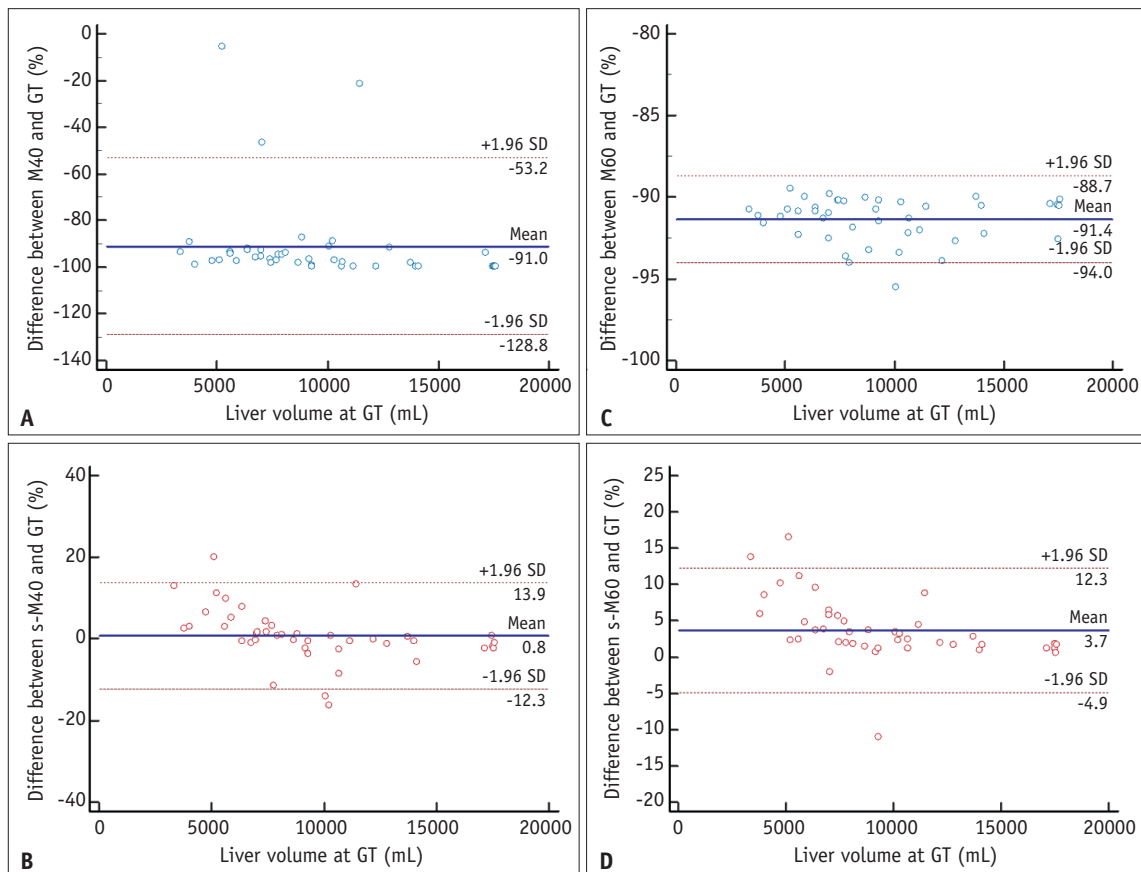 Difference between M40 and GT (%)
0
-20
-40
-60
-80
-100
-120
-140
+1.96 SD
-53.2
Mean
-91.0
-1.96 SD
-128.8
0
5000
10000
15000
20000
Liver volume at GT (mL)
A
Difference between M60 and GT (%)
-80
-85
-90
-95
-100
+1.96 SD
-88.7
Mean
-91.4
-1.96 SD
-94.0
0
5000
10000
15000
20000
Liver volume at GT (mL)
C
Difference between s-M40 and GT (%)
40
20
0
-20
-40
+1.96 SD
13.9
Mean
0.8
-1.96 SD
-12.3
0
5000
10000
15000
20000
Liver volume at GT (mL)
B
Difference between s-M60 and GT (%)
25
20
15
10
5
0
-5
-10
-15
-20
+1.96 SD
12.3
Mean
3.7
-1.96 SD
-4.9
0
5000
10000
15000
20000
Liver volume at GT (mL)
D